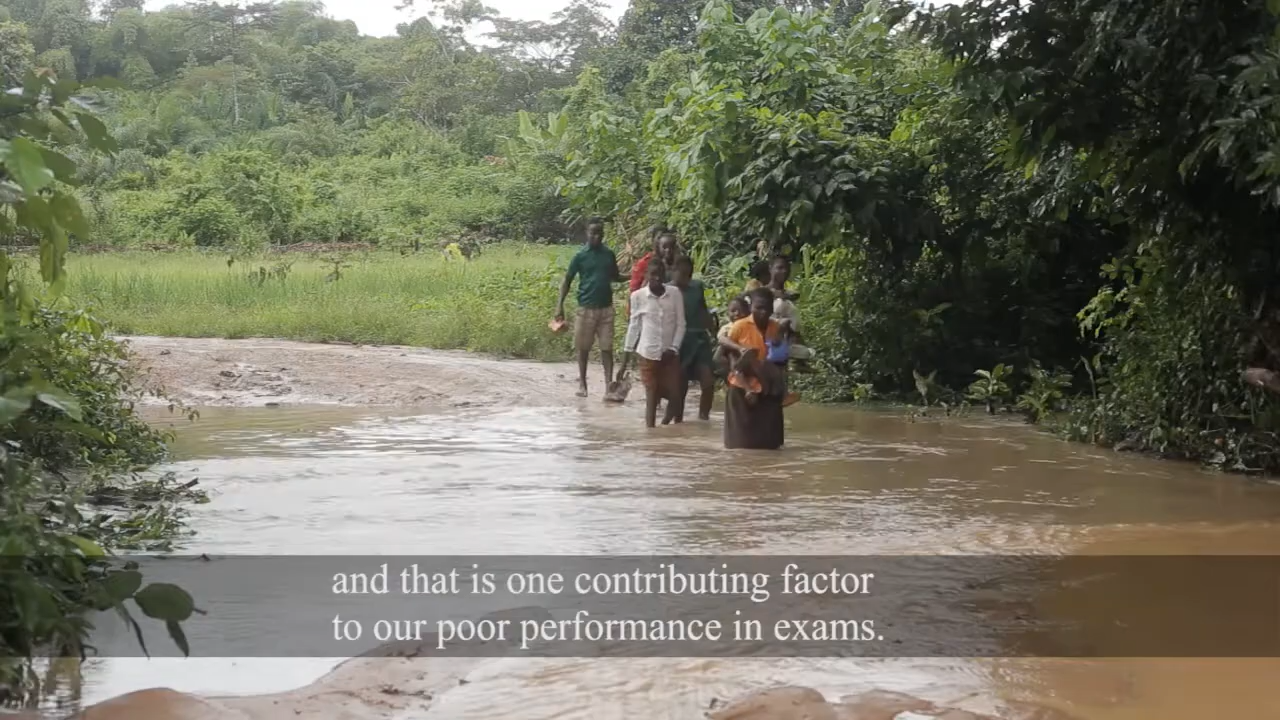 and that is one contributing factor
to our poor performance in exams.